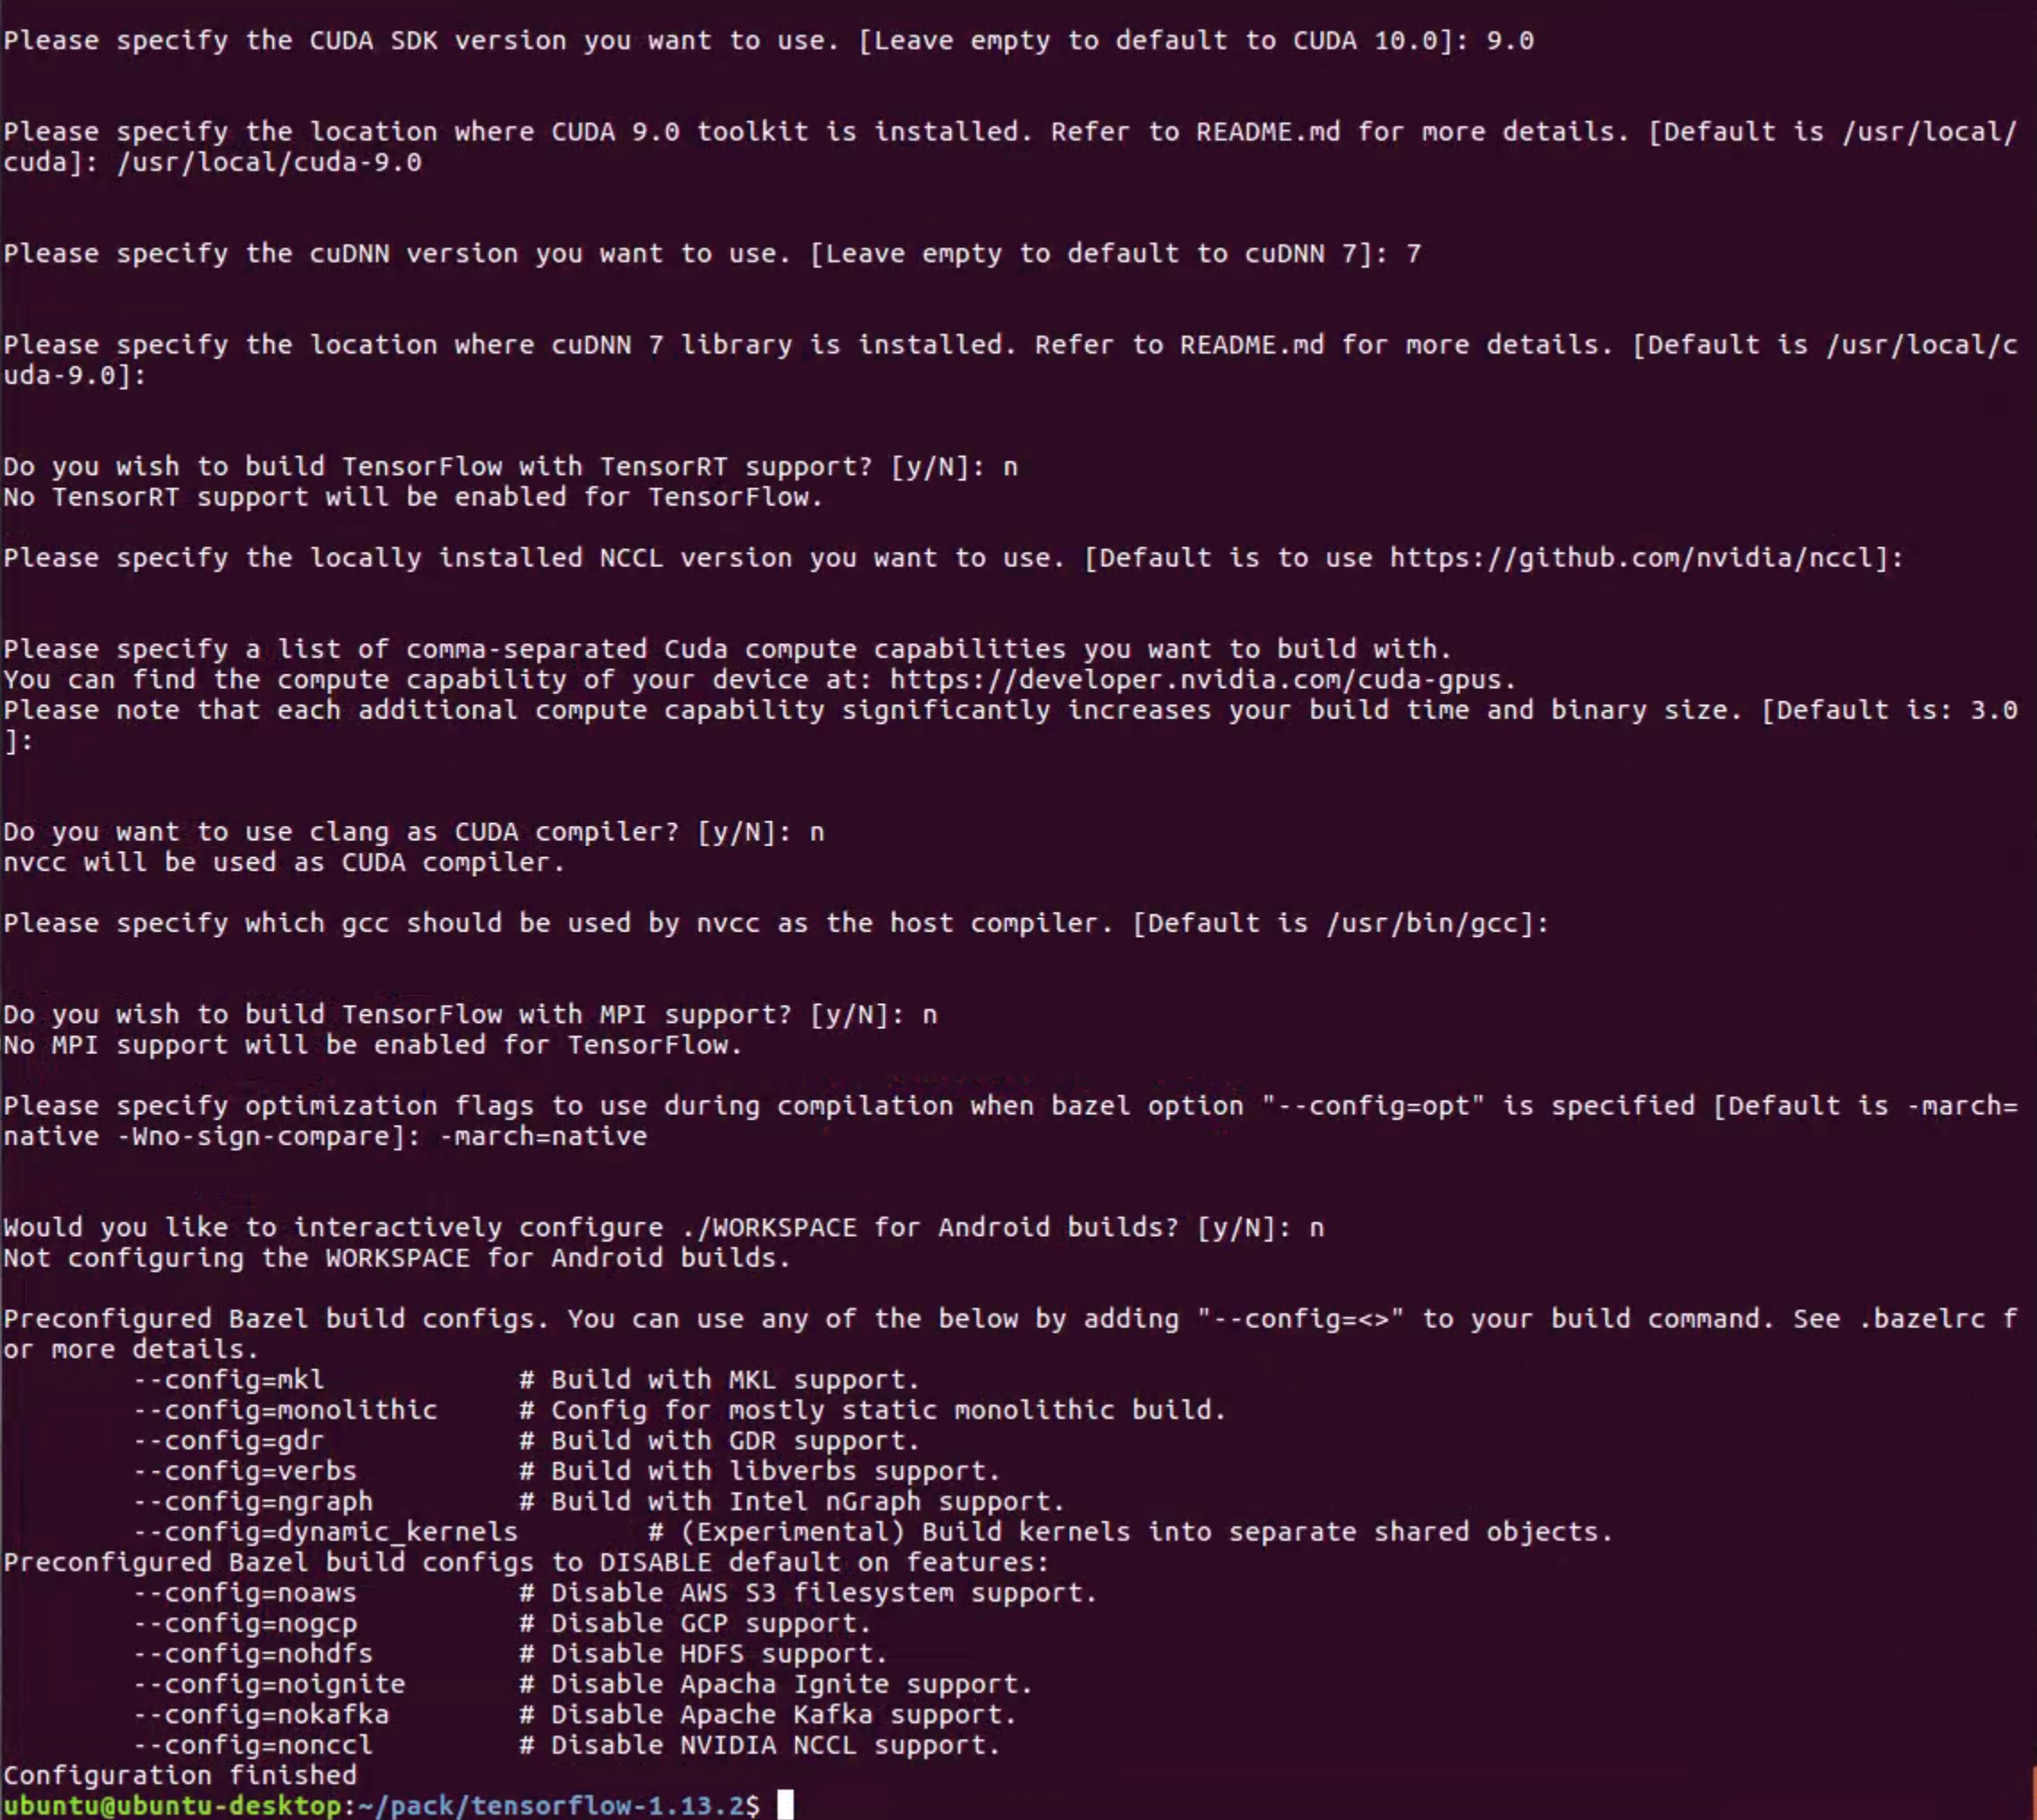 Please specify the CUDA SDK version you want to use. [Leave empty to default to CUDA 10.0]: 9.0
Please specify the location where CUDA 9.0 toolkit is installed. Refer to README.md for more details. [Default is /usr/local/
cuda]: /usr/local/cuda-9.0
Please specify the cuDNN version you want to use. [Leave empty to default to cuDNN 7]: 7
Please specify the location where cuDNN 7 library is installed. Refer to README.md for more details. [Default is /usr/local/c
uda-9.0]:
Do you wish to build TensorFlow with TensorRT support? [y/N]: n
No TensorRT support will be enabled for TensorFlow.
Please specify the locally installed NCCL version you want to use. [Default is to use https://github.com/nvidia/nccl]:
Please specify a list of comma-separated Cuda compute capabilities you want to build with.
You can find the compute capability of your device at: https://developer.nvidia.com/cuda-gpus.
Please note that each additional compute capability significantly increases your build time and binary size. [Default is: 3.0
]:
Do you want to use clang as CUDA compiler? [y/N]: n
nvcc will be used as CUDA compiler.
Please specify which gcc should be used by nvcc as the host compiler. [Default is /usr/bin/gcc]:
Do you wish to build TensorFlow with MPI support? [y/N]: n
No MPI support will be enabled for TensorFlow.
Please specify optimization flags to use during compilation when bazel option "--config=opt" is specified [Default is -march=
native -Wno-sign-compare]: -march=native
Would you like to interactively configure ./WORKSPACE for Android builds? [y/N]: n
Not configuring the WORKSPACE for Android builds.
Preconfigured Bazel build configs. You can use any of the below by adding "--config=<>" to your build command. See .bazelrc f
or more details.
--config=mkl # Build with MKL support.
--config=monolithic # Config for mostly static monolithic build.
--config=gdr # Build with GDR support.
--config=verbs # Build with libverbs support.
--config=ngraph # Build with Intel nGraph support.
--config=dynamic_kernels # (Experimental) Build kernels into separate shared objects.
Preconfigured Bazel build configs to DISABLE default on features:
--config=noaws # Disable AWS S3 filesystem support.
--config=nogcp # Disable GCP support.
--config=nohdfs # Disable HDFS support.
--config=noignite # Disable Apacha Ignite support.
--config=nokafka # Disable Apache Kafka support.
--config=nonccl # Disable NVIDIA NCCL support.
Configuration finished
ubuntu@ubuntu-desktop:~/pack/tensorflow-1.13.2$